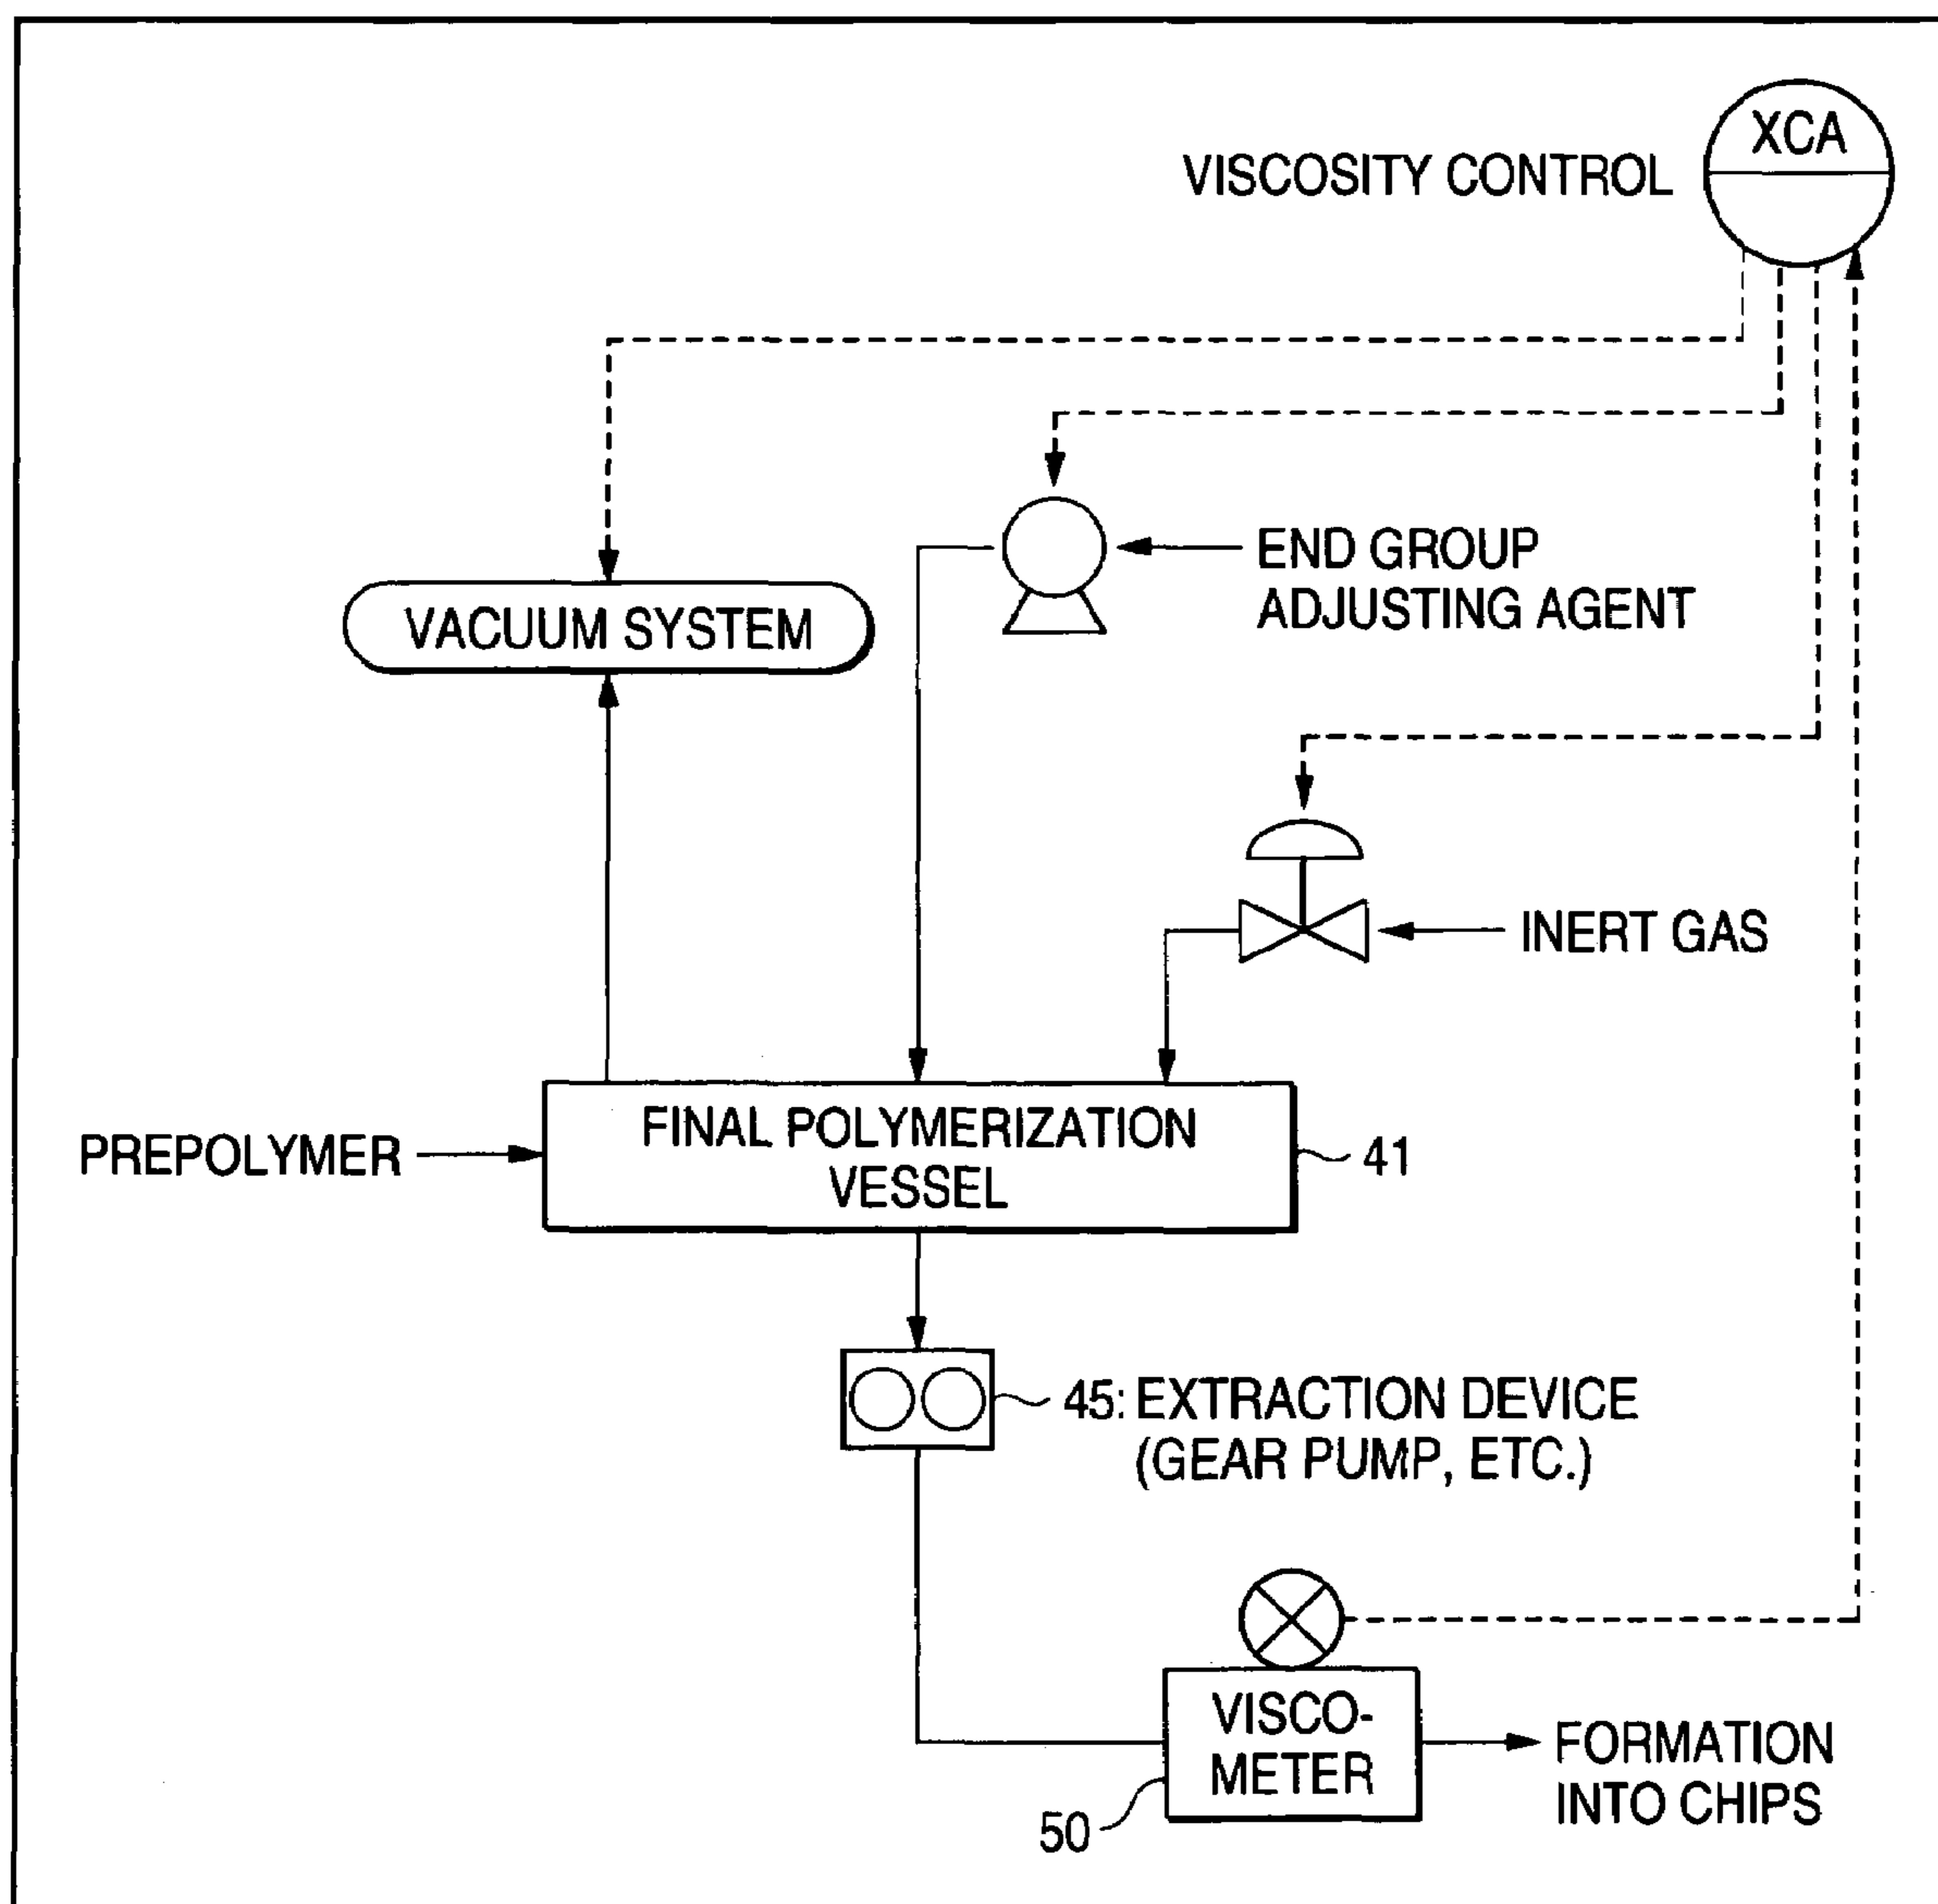 XCA
VISCOSITY CONTROL
END GROUP
ADJUSTING AGENT
VACUUM SYSTEM
INERT GAS
FINAL POLYMERIZATION
VESSEL
PREPOLYMER
41
45: EXTRACTION DEVICE
(GEAR PUMP, ETC.)
VISCO-
METER
FORMATION
INTO CHIPS
50